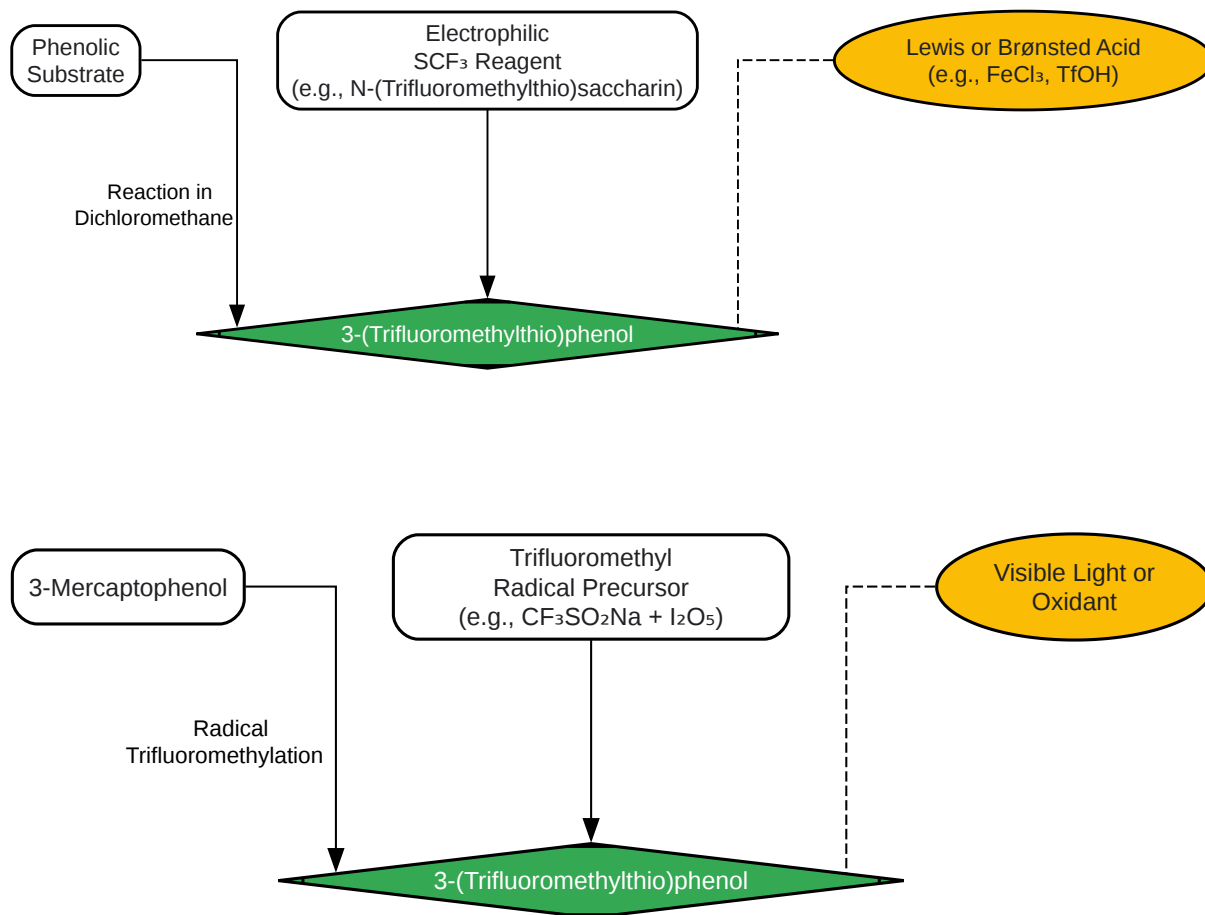 Phenolic
Substrate
Electrophilic
SCF₃ Reagent
(e.g., N-(Trifluoromethylthio)saccharin)
Lewis or Brønsted Acid
(e.g., FeCl₃, TfOH)
Reaction in
Dichloromethane
3-(Trifluoromethylthio)phenol
3-Mercaptophenol
Trifluoromethyl
Radical Precursor
(e.g., CF₃SO₂Na + I₂O₅)
Visible Light or
Oxidant
Radical
Trifluoromethylation
3-(Trifluoromethylthio)phenol